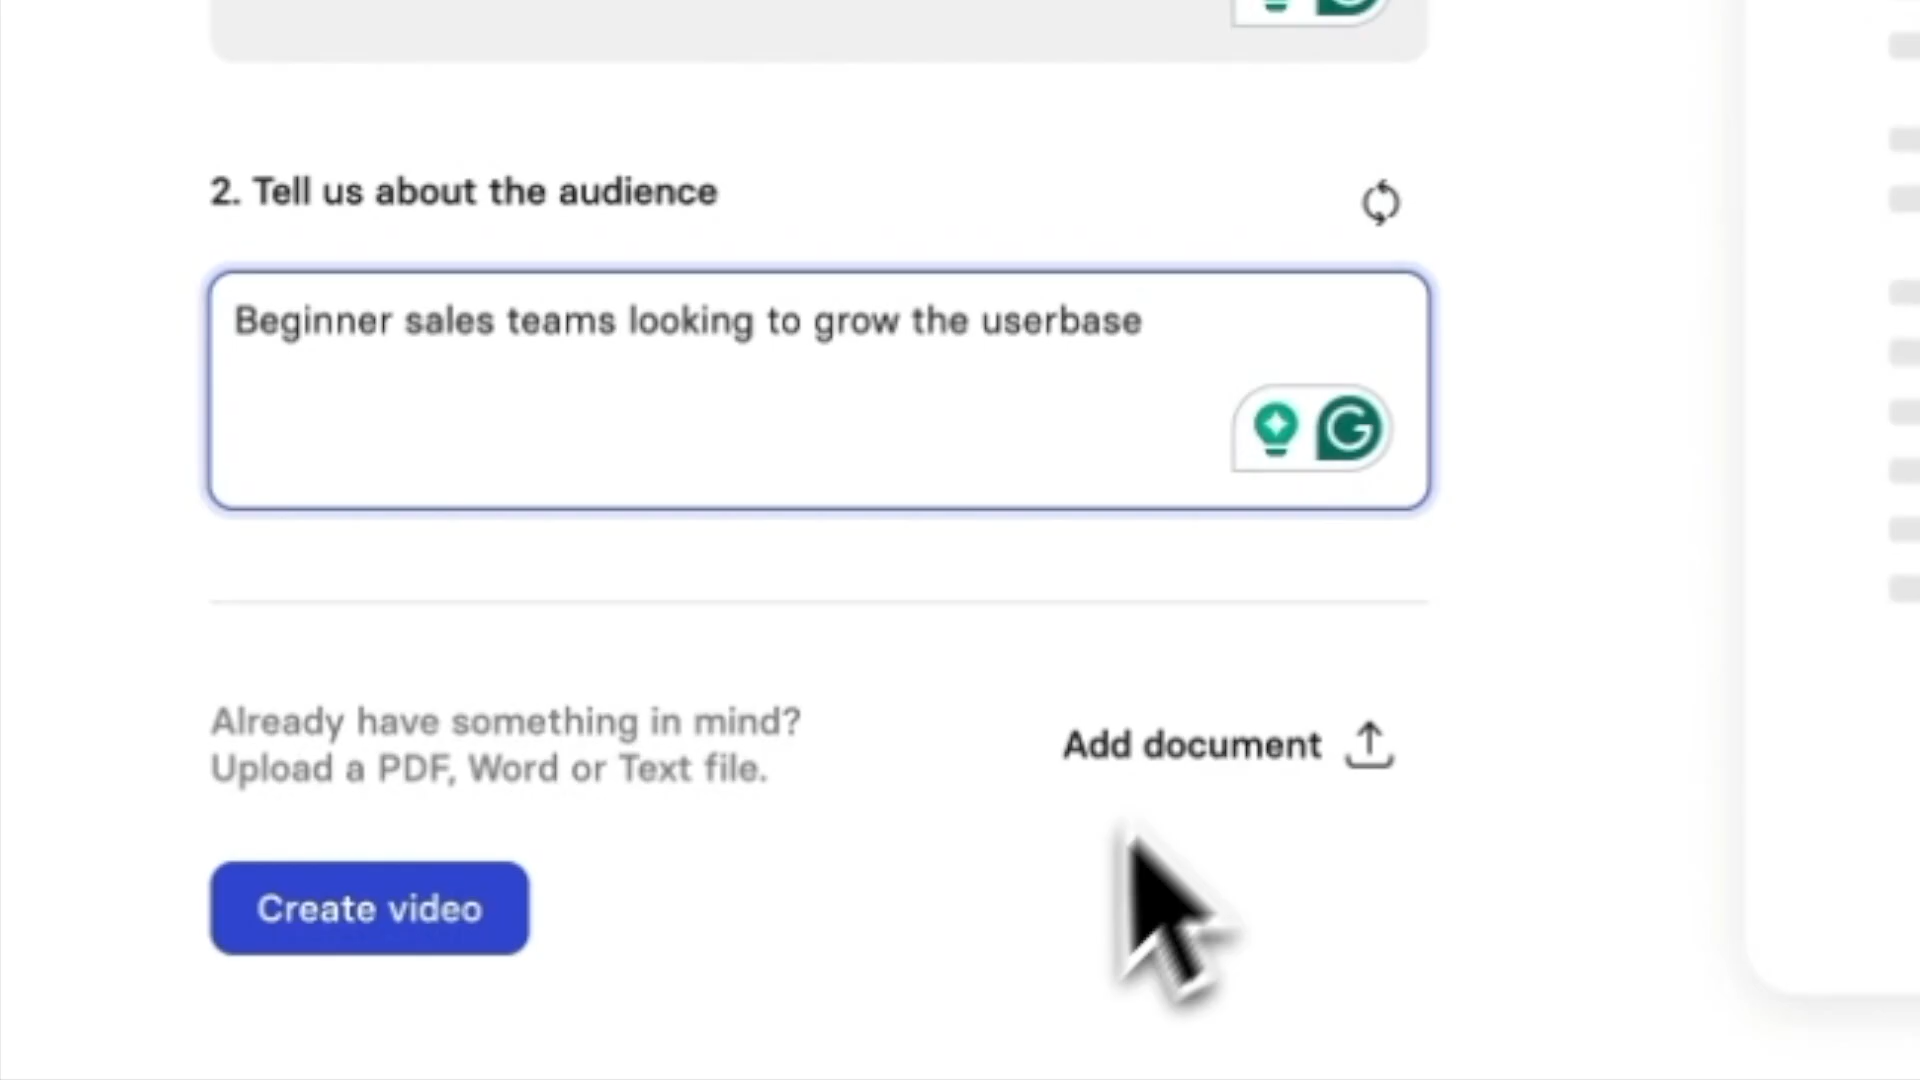 2. Tell us about the audience
Beginner sales teams looking to grow the userbase
Already have something in mind?
Upload a PDF, Word or Text file.
Add document
Create video